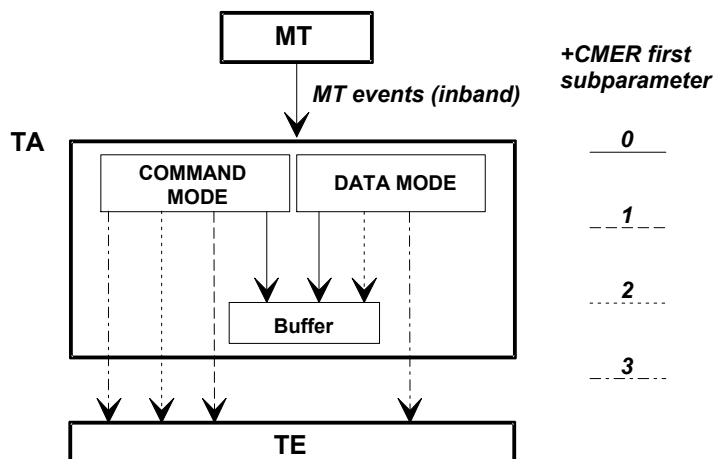 MT
+CMER first
subparameter
MT events (inband)
TA
0
COMMAND
MODE
DATA MODE
1
2
Buffer
3
TE